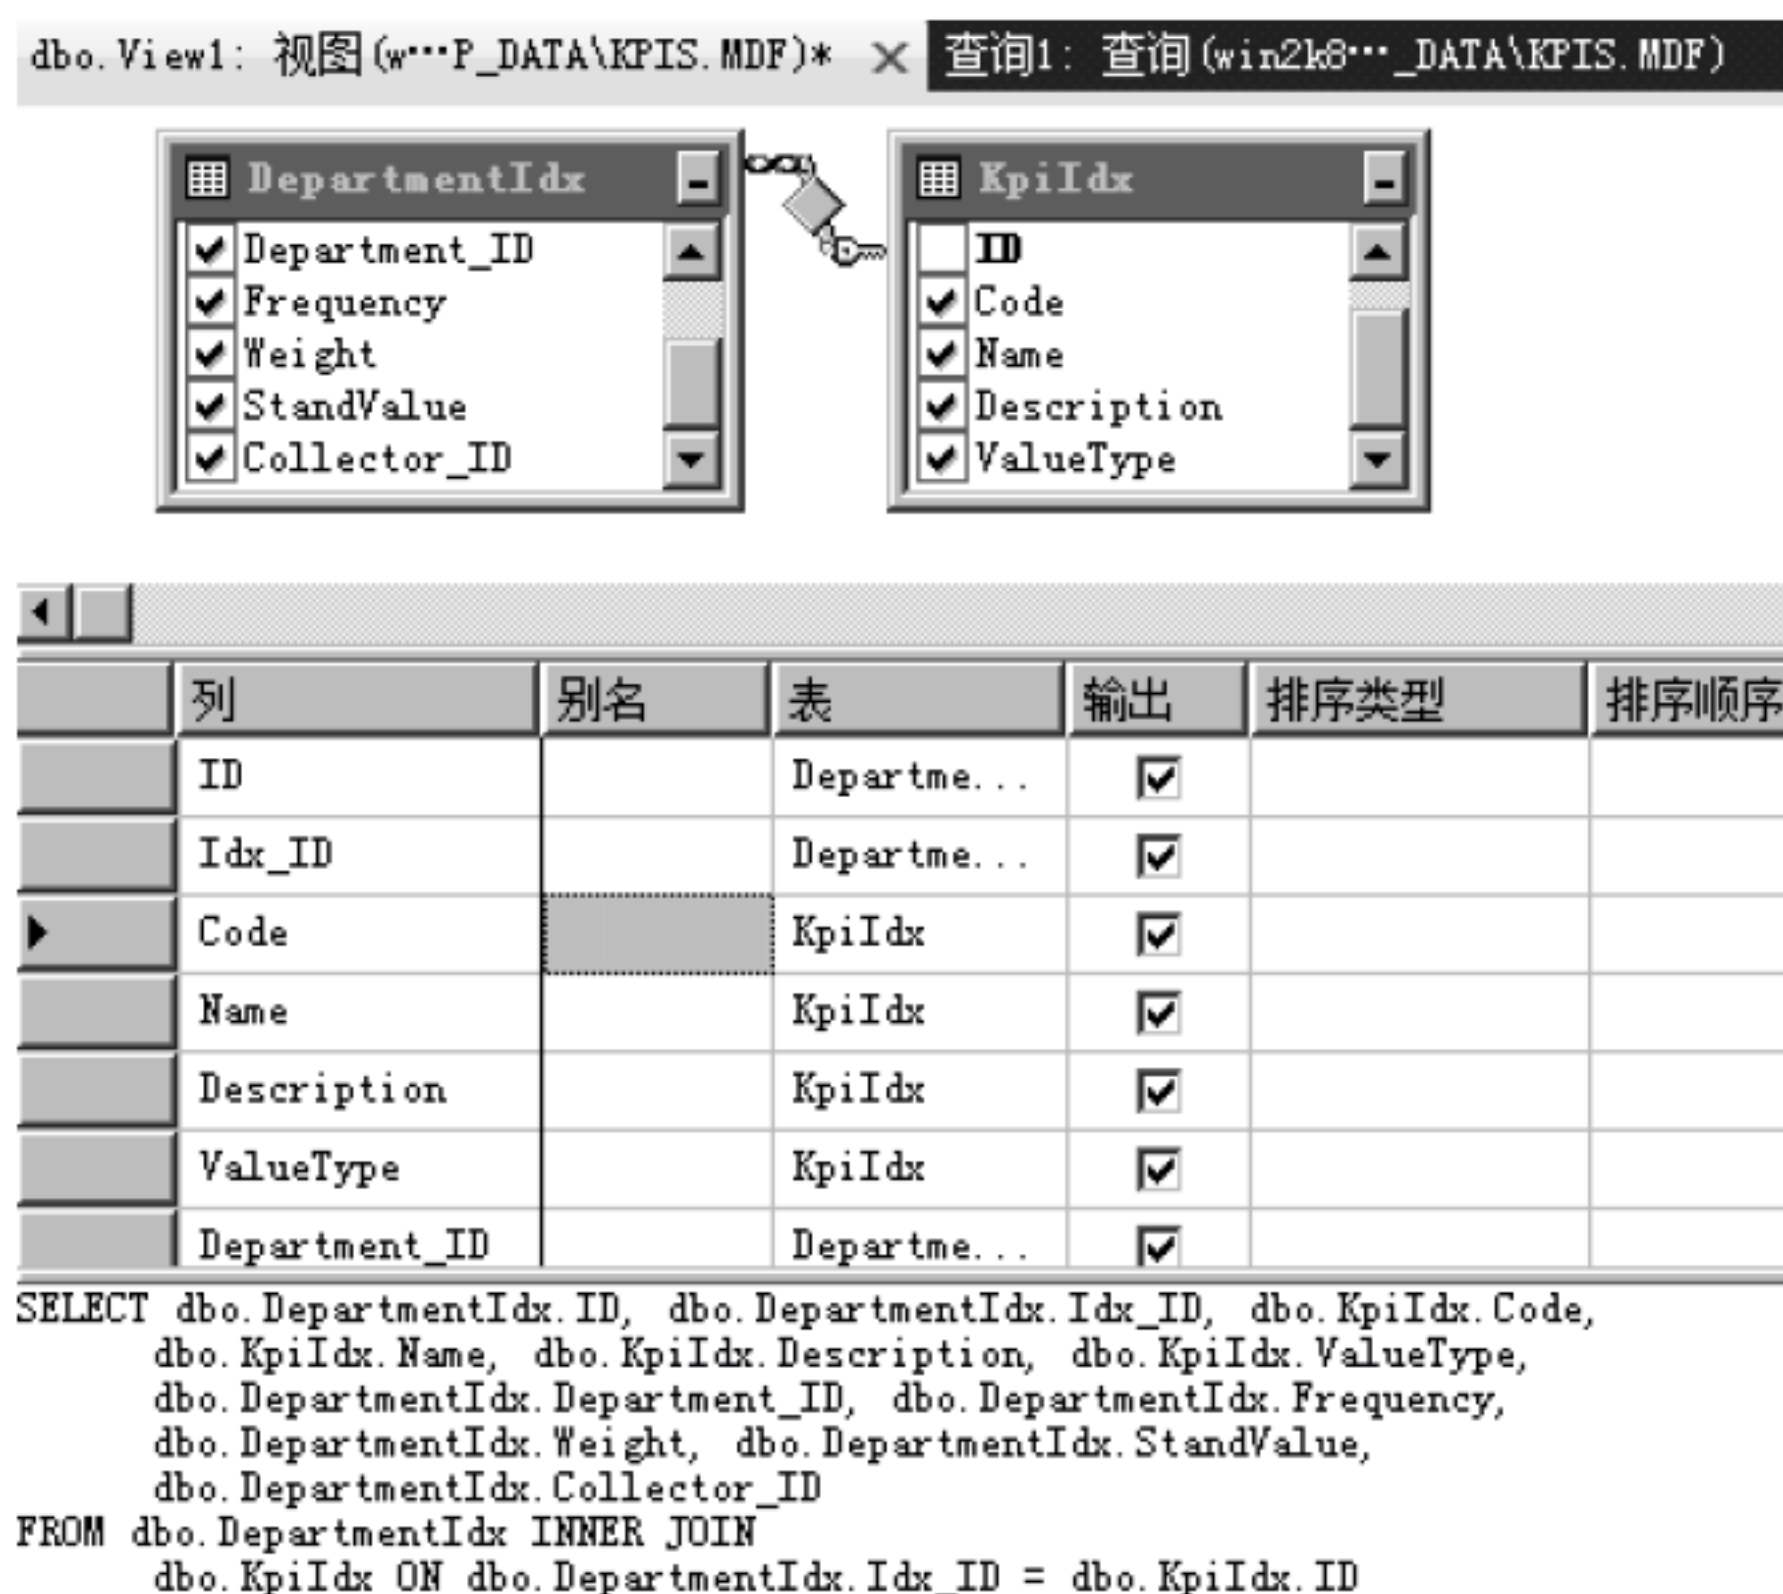 dbo.View1: 视图(w…P_DATA\KPIS.MDF)* 查询1: 查询(win2k8…_DATA\KPIS.MDF)
DepartmentIdx
Department_ID
Frequency
Weight
StandValue
Collector_ID
KpiIdx
ID
Code
Name
Description
ValueType
列 别名 表 输出 排序类型 排序顺序
ID Departme...
Idx_ID Departme...
Code KpiIdx
Name KpiIdx
Description KpiIdx
ValueType KpiIdx
Department_ID Departme...
SELECT dbo.DepartmentIdx.ID, dbo.DepartmentIdx.Idx_ID, dbo.KpiIdx.Code,
dbo.KpiIdx.Name, dbo.KpiIdx.Description, dbo.KpiIdx.ValueType,
dbo.DepartmentIdx.Department_ID, dbo.DepartmentIdx.Frequency,
dbo.DepartmentIdx.Weight, dbo.DepartmentIdx.StandValue,
dbo.DepartmentIdx.Collector_ID
FROM dbo.DepartmentIdx INNER JOIN
dbo.KpiIdx ON dbo.DepartmentIdx.Idx_ID = dbo.KpiIdx.ID